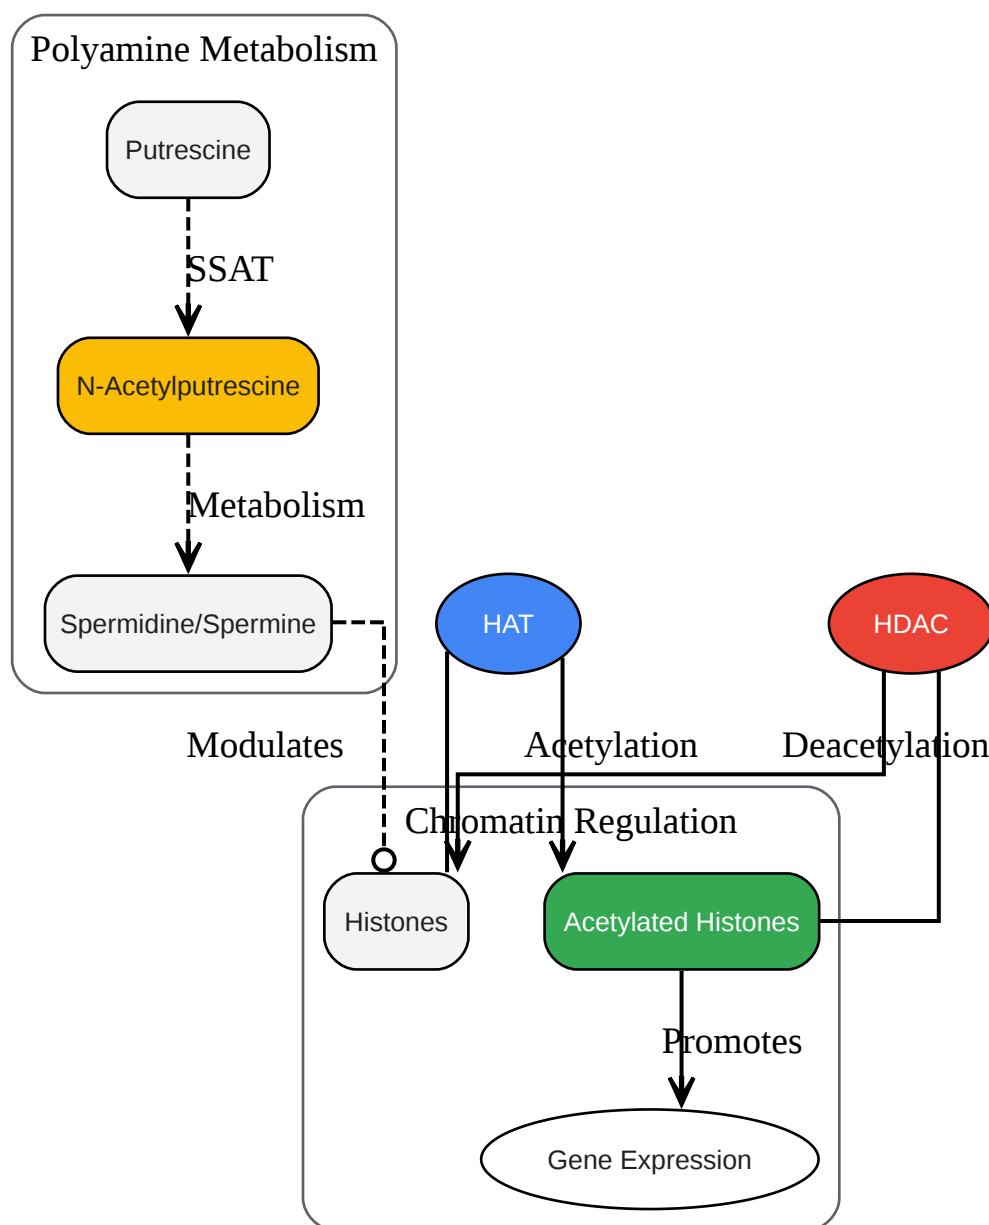 Polyamine Metabolism
Putrescine
SSAT
N-Acetylputrescine
Metabolism
Spermidine/Spermine
HAT
HDAC
Modulates
Acetylation
Deacetylation
Chromatin Regulation
Histones
Acetylated Histones
Promotes
Gene Expression